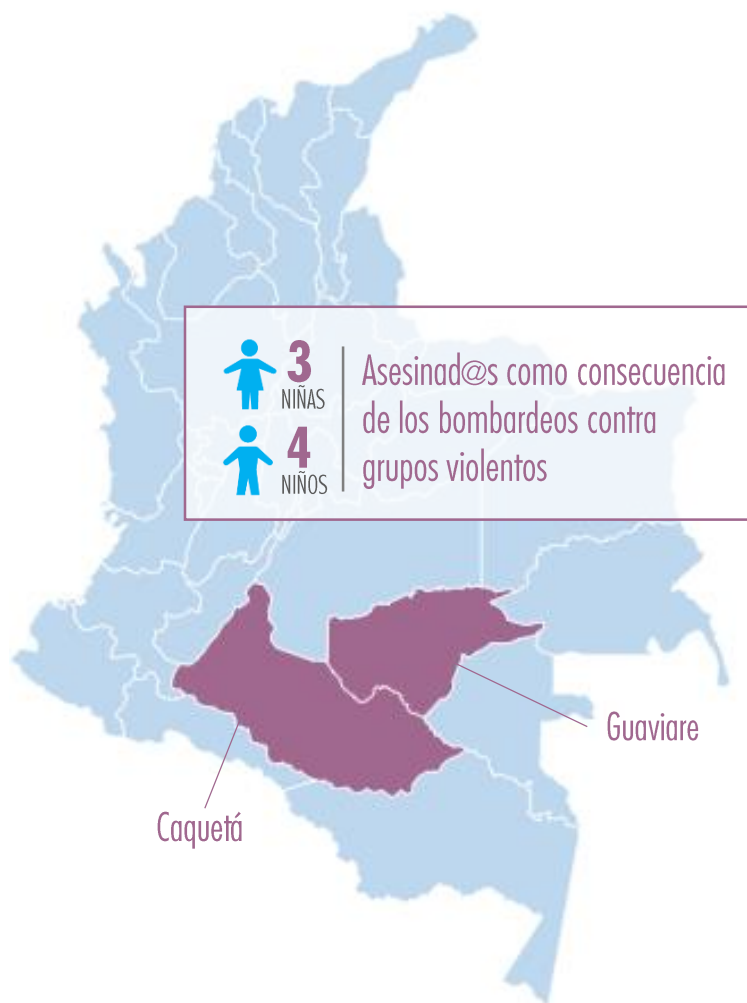 3
NIÑAS
4
NIÑOS
Asesinad@s como consecuencia
de los bombardeos contra
grupos violentos
Guaviare
Caquetá